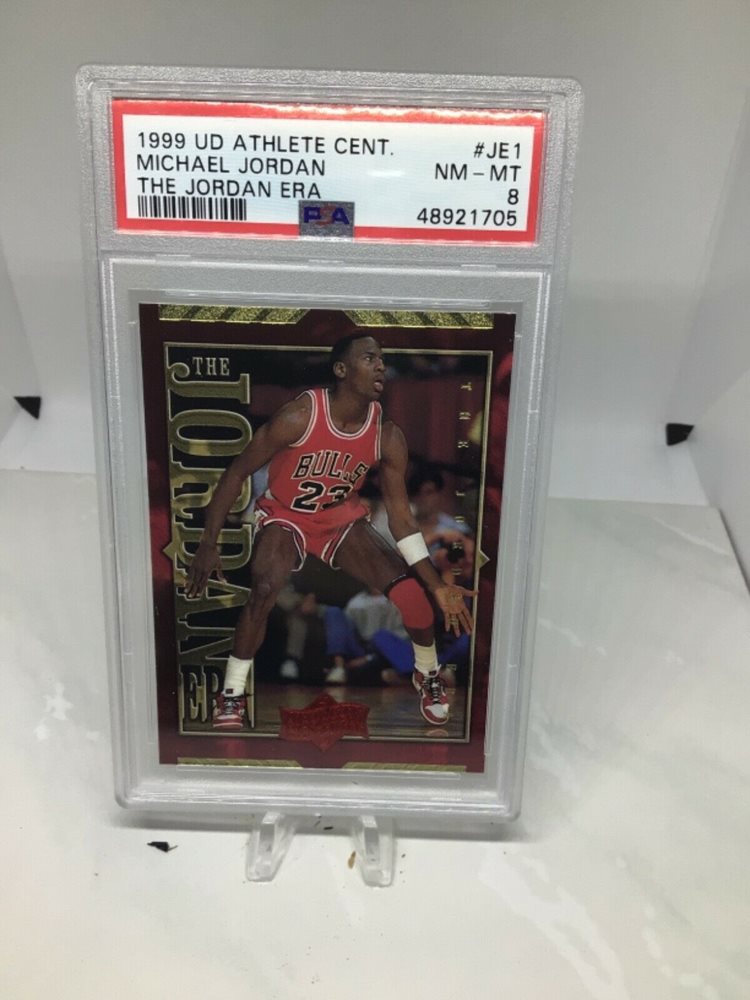 1999 UD ATHLETE CENT. #JE1
MICHAEL JORDAN NM - MT
THE JORDAN ERA 8
PSA 48921705
THE
JORDAN
ERA
BULLS
23